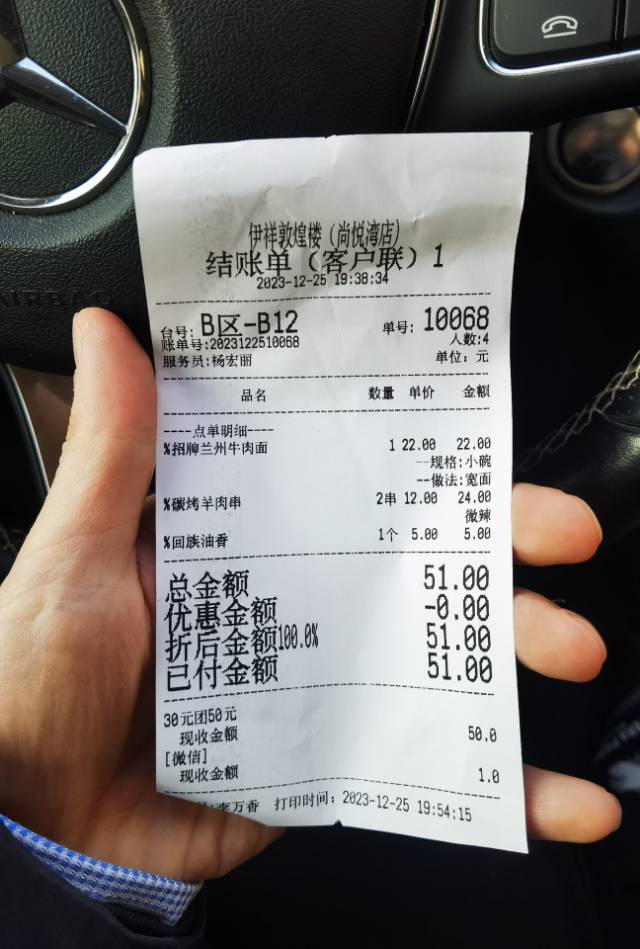 AIRBAG
伊祥敦煌楼（尚悦湾店）
结账单（客户联）1
2023-12-25 19:38:34
台号: B区-B12 单号: 10068
账单号:2023122510068 人数:4
服务员:杨宏丽 单位: 元
品名 数量 单价 金额
----点单明细----
%招牌兰州牛肉面 1 22.00 22.00
--规格:小碗
--做法:宽面
%碳烤羊肉串 2串 12.00 24.00
微辣
%回族油香 1个 5.00 5.00
总金额 51.00
优惠金额 -0.00
折后金额100.0% 51.00
已付金额 51.00
30元团50元
现收金额 50.0
[微信]
现收金额 1.0
李万香 打印时间: 2023-12-25 19:54:15